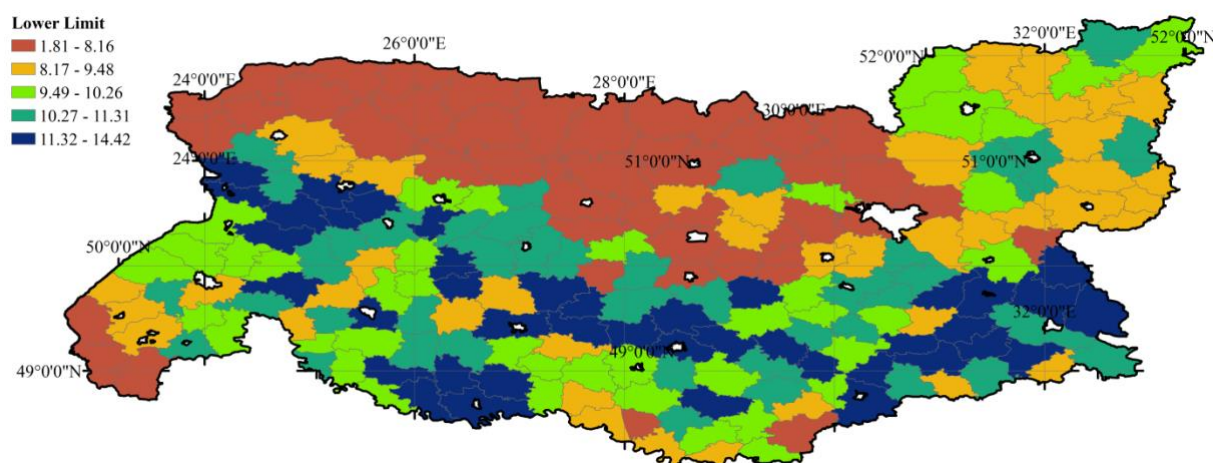 Lower Limit
1.81 - 8.16
8.17 - 9.48
9.49 - 10.26
10.27 - 11.31
11.32 - 14.42
24°0'0"E
26°0'0"E
28°0'0"E
30°0'0"E
32°0'0"E
52°0'0"N
52°0'0"N
24°0'0"E
51°0'0"N
51°0'0"N
50°0'0"N
32°0'0"E
49°0'0"N
49°0'0"N